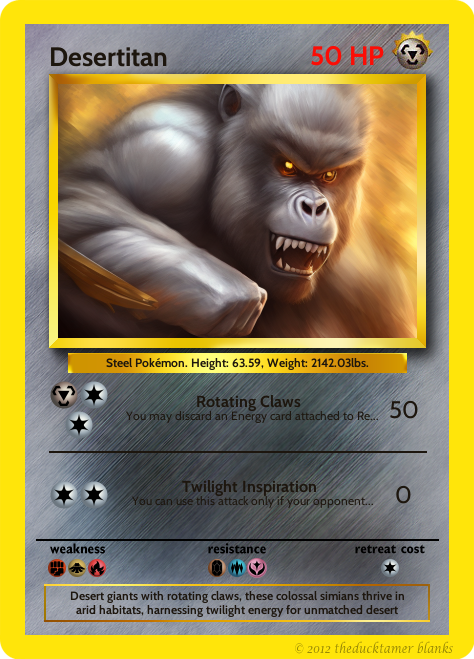 Desertitan 50 HP
Steel Pokémon. Height: 63.59, Weight: 2142.03lbs.
Rotating Claws
You may discard an Energy card attached to Re... 50
Twilight Inspiration
You can use this attack only if your opponent... 0
weakness resistance retreat cost
Desert giants with rotating claws, these colossal simians thrive in
arid habitats, harnessing twilight energy for unmatched desert
© 2012 theducktamer blanks